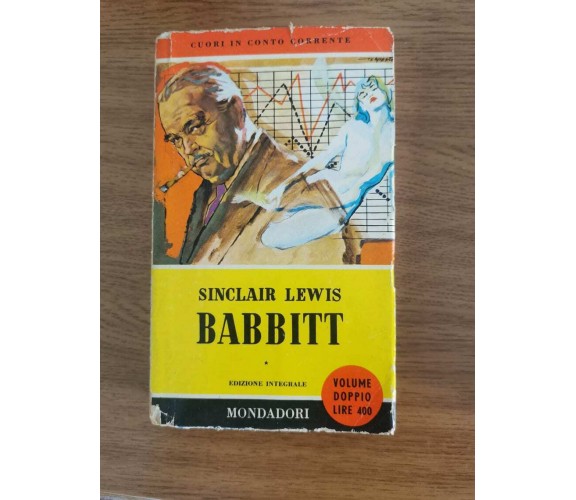 CUORI IN CONTO CORRENTE
SINCLAIR LEWIS
BABBITT
EDIZIONE INTEGRALE
VOLUME
DOPPIO
LIRE 400
MONDADORI